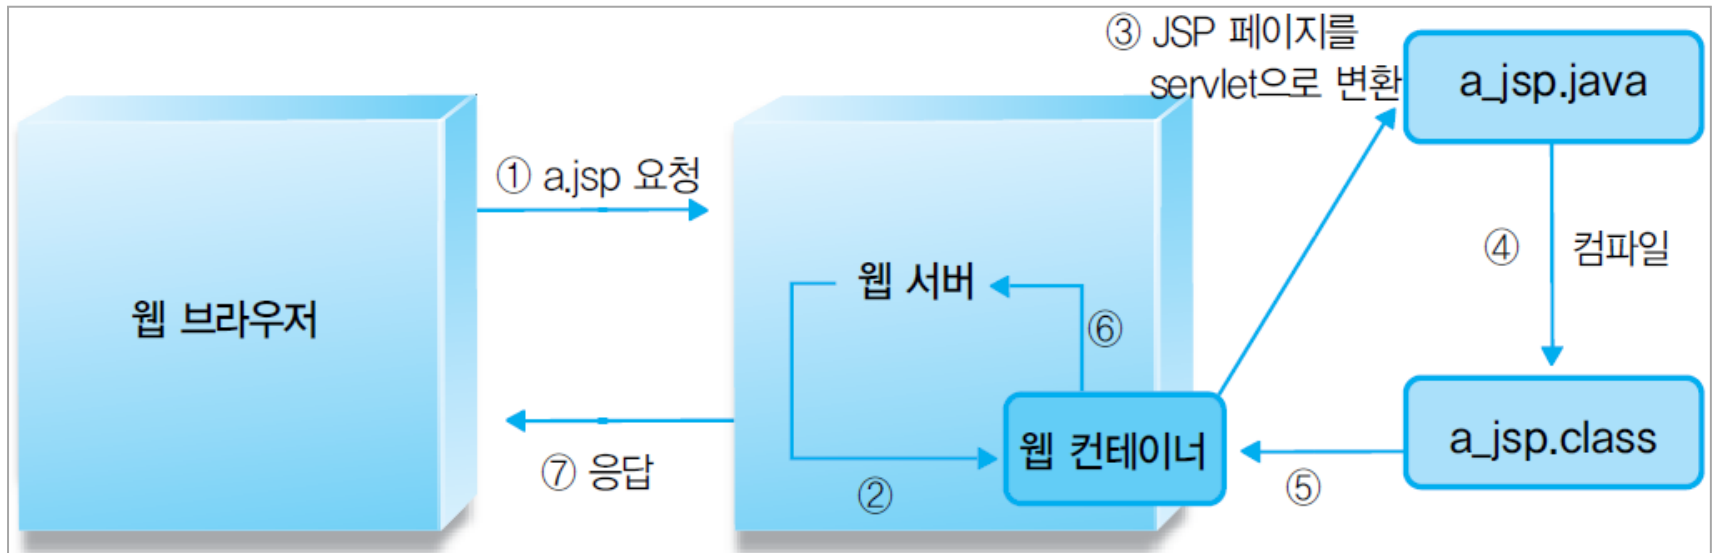 ① a.jsp 요청
웹 브라우저
⑦ 응답
웹 서버
②
⑥
웹 컨테이너
③ JSP 페이지를
servlet으로 변환
a_jsp.java
④ 컴파일
a_jsp.class
⑤